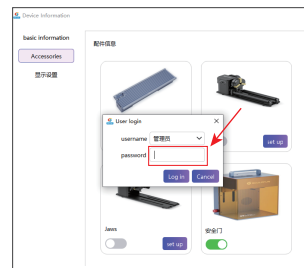 Device Information
basic information
配件信息
Accessories
显示设置
User login
username 管理员
password
set up
Log in Cancel
Jaws
set up
安全门